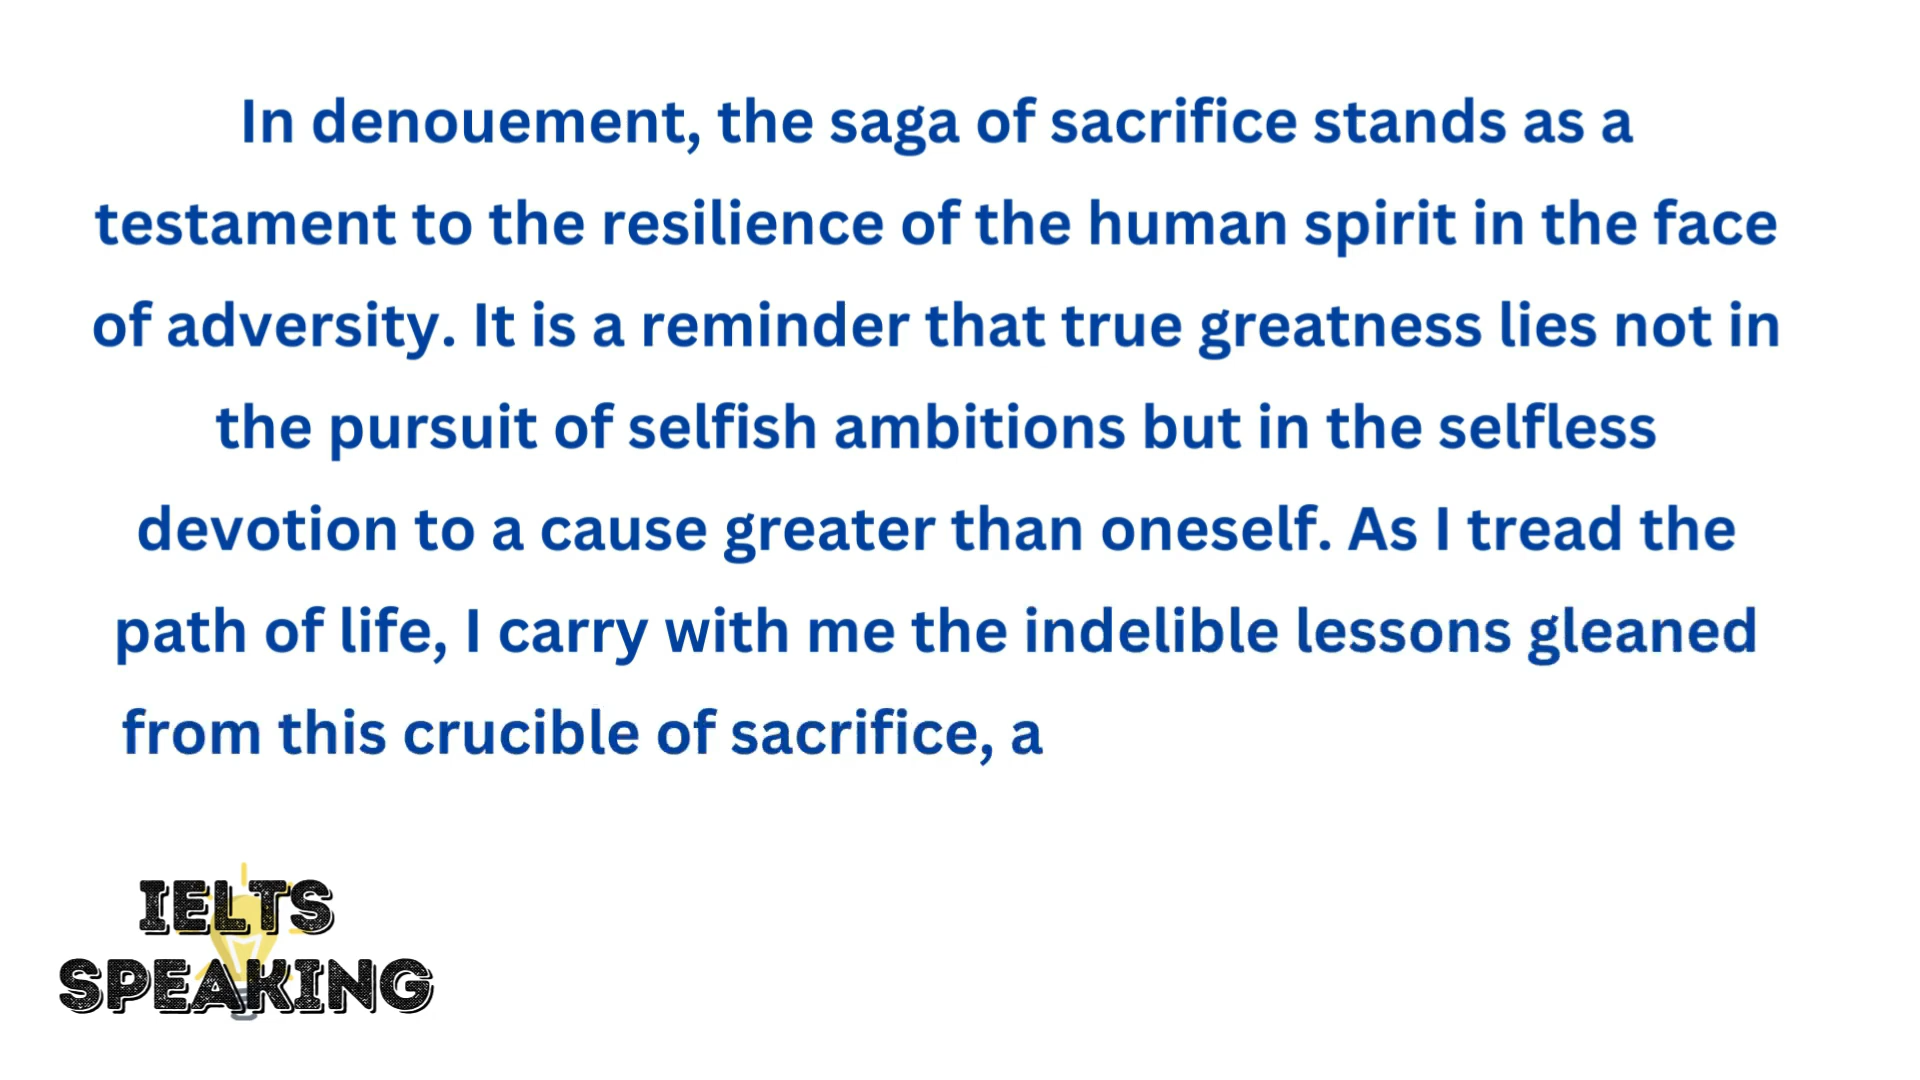 In denouement, the saga of sacrifice stands as a
testament to the resilience of the human spirit in the face
of adversity. It is a reminder that true greatness lies not in
the pursuit of selfish ambitions but in the selfless
devotion to a cause greater than oneself. As I tread the
path of life, I carry with me the indelible lessons gleaned
from this crucible of sacrifice, a
IELTS
SPEAKING